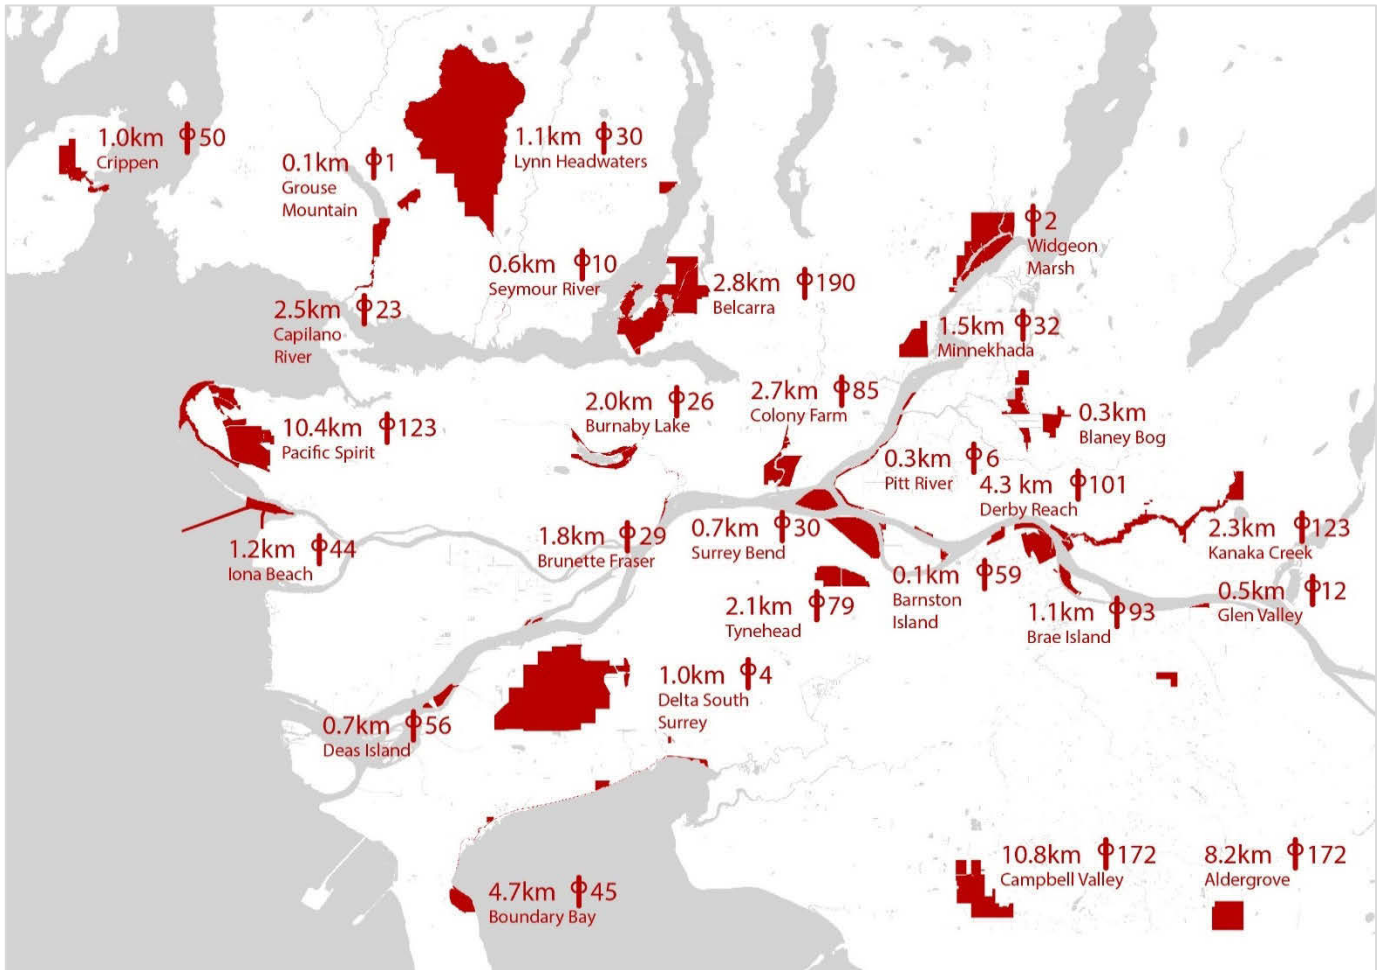 1.0km 50
Crippen
0.1km 1
Grouse
Mountain
1.1km 30
Lynn Headwaters
0.6km 10
Seymour River
2.8km 190
Belcarra
2
Widgeon
Marsh
2.5km 23
Capilano
River
1.5km 32
Minnekhada
10.4km 123
Pacific Spirit
2.0km 26
Burnaby Lake
2.7km 85
Colony Farm
0.3km
Blaney Bog
0.3km 6
Pitt River
4.3 km 101
Derby Reach
2.3km 123
Kanaka Creek
1.2km 44
Iona Beach
1.8km 29
Brunette Fraser
0.7km 30
Surrey Bend
0.1km 59
Barnston
Island
0.5km 12
Glen Valley
2.1km 79
Tynehead
1.1km 93
Brae Island
1.0km 4
Delta South
Surrey
0.7km 56
Deas Island
4.7km 45
Boundary Bay
10.8km 172
Campbell Valley
8.2km 172
Aldergrove